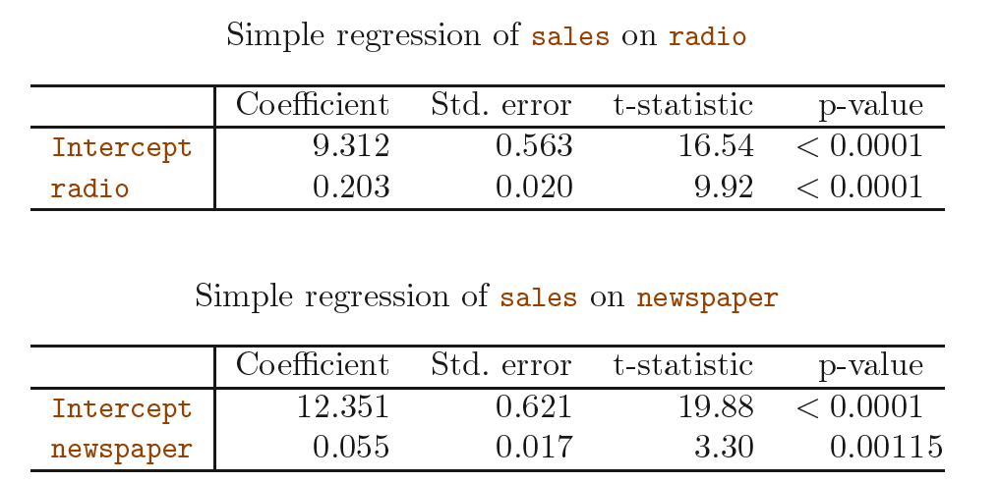 Simple regression of sales on radio
Coefficient Std. error t-statistic p-value
Intercept 9.312 0.563 16.54 < 0.0001
radio 0.203 0.020 9.92 < 0.0001
Simple regression of sales on newspaper
Coefficient Std. error t-statistic p-value
Intercept 12.351 0.621 19.88 < 0.0001
newspaper 0.055 0.017 3.30 0.00115